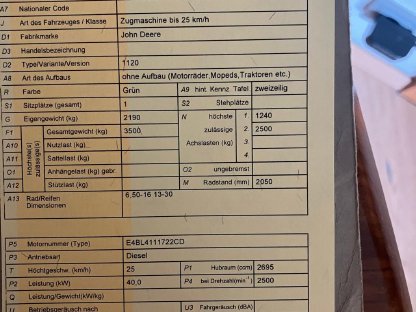 A7 Nationaler Code
J Art des Fahrzeuges / Klasse Zugmaschine bis 25 km/h
D1 Fabrikmarke John Deere
D3 Handelsbezeichnung
D2 Type/Variante/Version 1120
A8 Art des Aufbaus ohne Aufbau (Motorräder,Mopeds,Traktoren etc.)
R Farbe Grün A9 hint. Kennz Tafel zweizeilig
S1 Sitzplätze (gesamt) 1 S2 Stehplätze
G Eigengewicht (kg) 2190 N höchste 1. 1240
F1 Höchste(s) zulässige(s) Gesamtgewicht (kg) 3500 zulässige 2. 2500
A10 Nutzlast (kg) Achslasten (kg) 3.
A11 Sattellast (kg) 4.
O1 Anhängelast (kg) gebr. O2 ungebremst
A12 Stützlast (kg) M Radstand (mm) 2050
A13 Rad/Reifen Dimensionen 6,50-16 13-30
P5 Motornummer (Type) E4BL4111722CD
P3 Antriebsart Diesel
T Höchstgeschw. (km/h) 25 P1 Hubraum (cm) 2695
P2 Leistung (kW) 40,0 P4 bei Drehzahl(min) 2500
Q Leistung/Gewicht(kW/kg)
U Betriebsgeräusch nach U3 Fahrgeräusch (dBA)